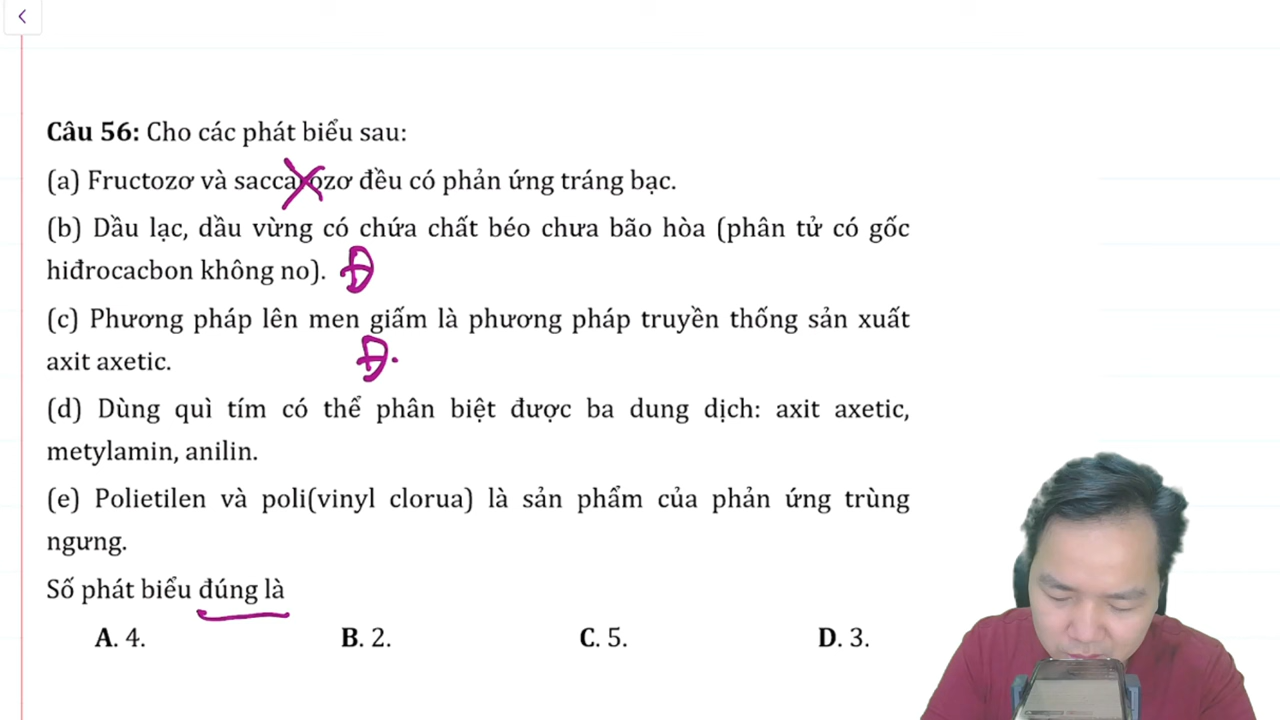 Câu 56: Cho các phát biểu sau:
(a) Fructozơ và saccarozơ đều có phản ứng tráng bạc.
(b) Dầu lạc, dầu vừng có chứa chất béo chưa bão hòa (phân tử có gốc
hiđrocacbon không no). Đ
(c) Phương pháp lên men giấm là phương pháp truyền thống sản xuất
axit axetic. Đ.
(d) Dùng quì tím có thể phân biệt được ba dung dịch: axit axetic,
metylamin, anilin.
(e) Polietilen và poli(vinyl clorua) là sản phẩm của phản ứng trùng
ngưng.
Số phát biểu đúng là
A. 4. B. 2. C. 5. D. 3.